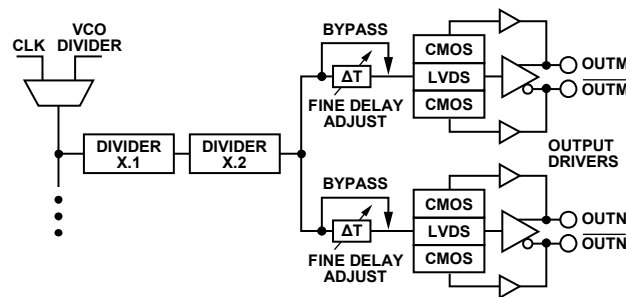 CLK
VCO
DIVIDER
DIVIDER
X.1
DIVIDER
X.2
BYPASS
ΔT
FINE DELAY
ADJUST
CMOS
LVDS
CMOS
OUTM
OUTM
OUTPUT
DRIVERS
BYPASS
ΔT
FINE DELAY
ADJUST
CMOS
LVDS
CMOS
OUTN
OUTN